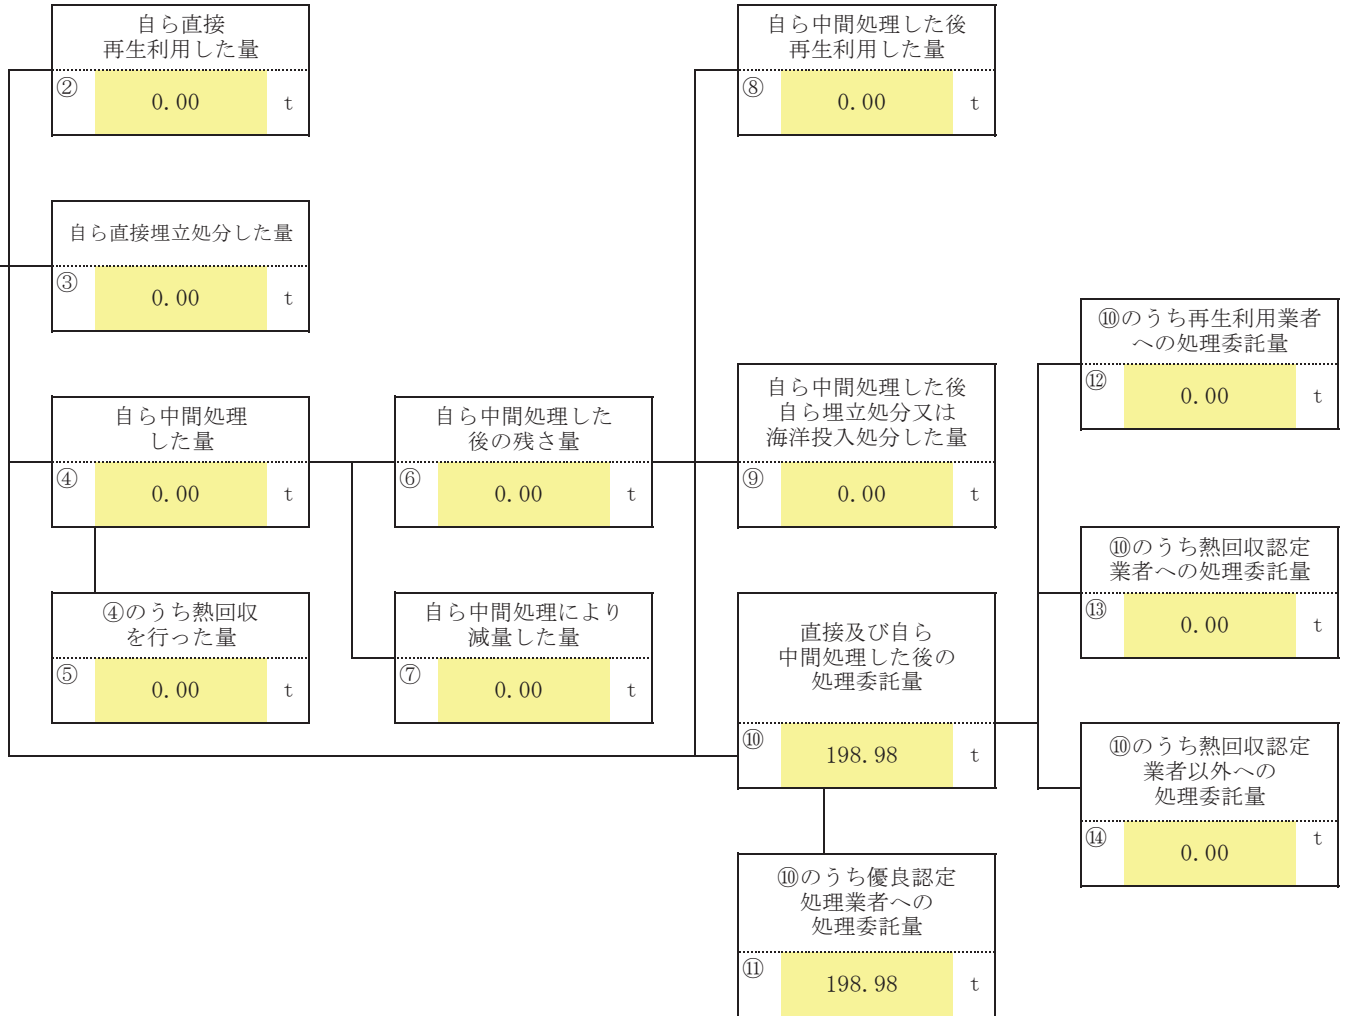 自ら直接
再生利用した量
②
0.00
t
自ら中間処理した後
再生利用した量
⑧
0.00
t
自ら直接埋立処分した量
③
0.00
t
⑩のうち再生利用業者
への処理委託量
⑫
0.00
t
自ら中間処理
した量
④
0.00
t
自ら中間処理した
後の残さ量
⑥
0.00
t
自ら中間処理した後
自ら埋立処分又は
海洋投入処分した量
⑨
0.00
t
⑩のうち熱回収認定
業者への処理委託量
⑬
0.00
t
④のうち熱回収
を行った量
⑤
0.00
t
自ら中間処理により
減量した量
⑦
0.00
t
直接及び自ら
中間処理した後の
処理委託量
⑩
198.98
t
⑩のうち熱回収認定
業者以外への
処理委託量
⑭
0.00
t
⑩のうち優良認定
処理業者への
処理委託量
⑪
198.98
t